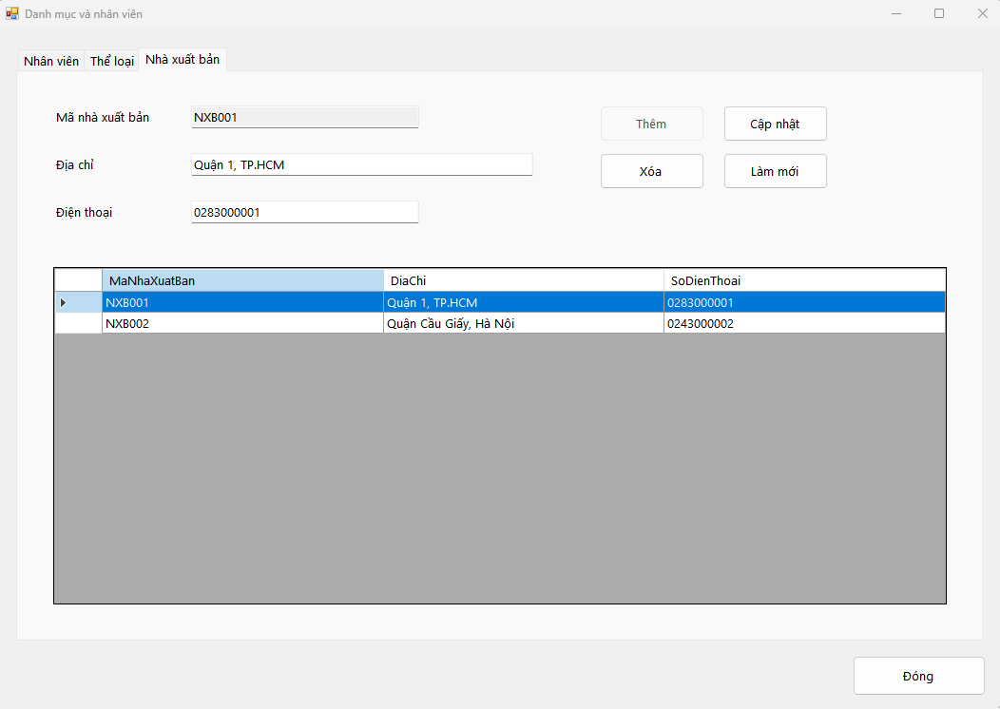 Danh mục và nhân viên
Nhân viên Thể loại Nhà xuất bản
Mã nhà xuất bản NXB001 Thêm Cập nhật
Địa chỉ Quận 1, TP.HCM Xóa Làm mới
Điện thoại 0283000001
MaNhaXuatBan DiaChi SoDienThoai
NXB001 Quận 1, TP.HCM 0283000001
NXB002 Quận Cầu Giấy, Hà Nội 0243000002
Đóng